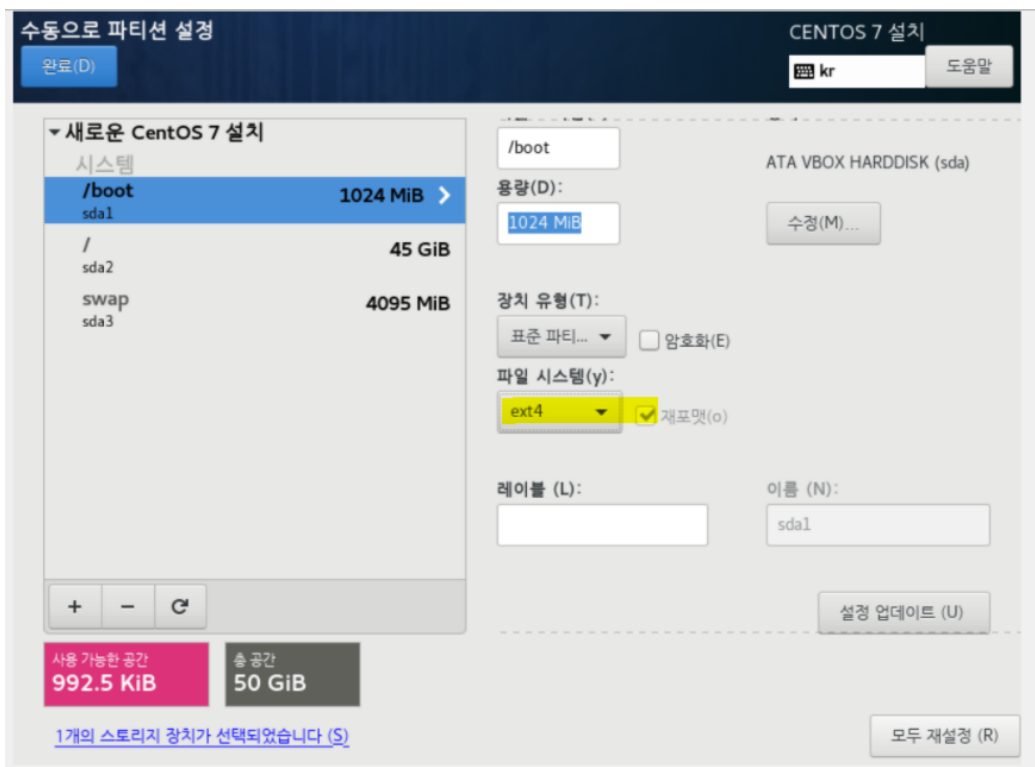 수동으로 파티션 설정
CENTOS 7 설치
완료(D)
kr
도움말
새로운 CentOS 7 설치
시스템
/boot
1024 MiB
sda1
/
45 GiB
sda2
swap
4095 MiB
sda3
/boot
ATA VBOX HARDDISK (sda)
용량(D):
1024 MiB
수정(M)...
장치 유형(T):
표준 파티...
암호화(E)
파일 시스템(y):
ext4
재포맷(o)
레이블 (L):
이름 (N):
sda1
설정 업데이트 (U)
+ −
사용 가능한 공간
992.5 KiB
총 공간
50 GiB
1개의 스토리지 장치가 선택되었습니다 (S)
모두 재설정 (R)